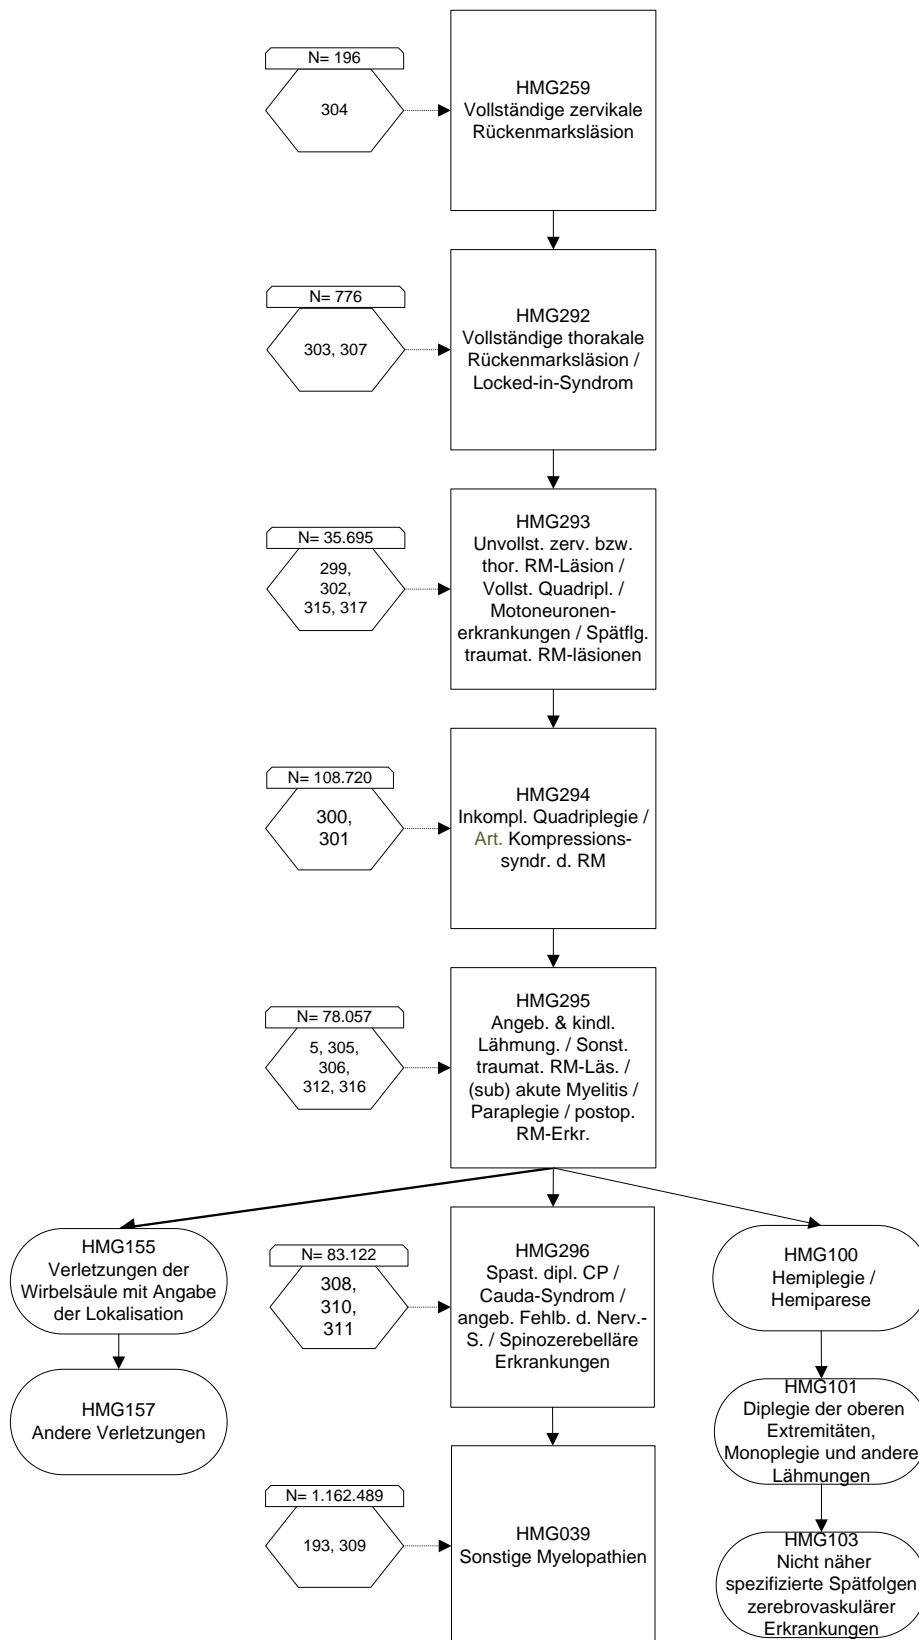 N= 196
304
HMG259
Vollständige zervikale
Rückenmarksläsion
N= 776
303, 307
HMG292
Vollständige thorakale
Rückenmarksläsion /
Locked-in-Syndrom
N= 35.695
299,
302,
315, 317
HMG293
Unvollst. zerv. bzw.
thor. RM-Läsion /
Vollst. Quadripl. /
Motoneuronen-
erkrankungen / Spätflg.
traumat. RM-läsionen
N= 108.720
300,
301
HMG294
Inkompl. Quadriplegie /
Art. Kompressions-
syndr. d. RM
N= 78.057
5, 305,
306,
312, 316
HMG295
Angeb. & kindl.
Lähmung. / Sonst.
traumat. RM-Läs. /
(sub) akute Myelitis /
Paraplegie / postop.
RM-Erkr.
HMG155
Verletzungen der
Wirbelsäule mit Angabe
der Lokalisation
HMG157
Andere Verletzungen
N= 83.122
308,
310,
311
HMG296
Spast. dipl. CP /
Cauda-Syndrom /
angeb. Fehlb. d. Nerv.-
S. / Spinozerebelläre
Erkrankungen
N= 1.162.489
193, 309
HMG039
Sonstige Myelopathien
HMG100
Hemiplegie /
Hemiparese
HMG101
Diplegie der oberen
Extremitäten,
Monoplegie und andere
Lähmungen
HMG103
Nicht näher
spezifizierte Spätfolgen
zerebrovaskulärer
Erkrankungen